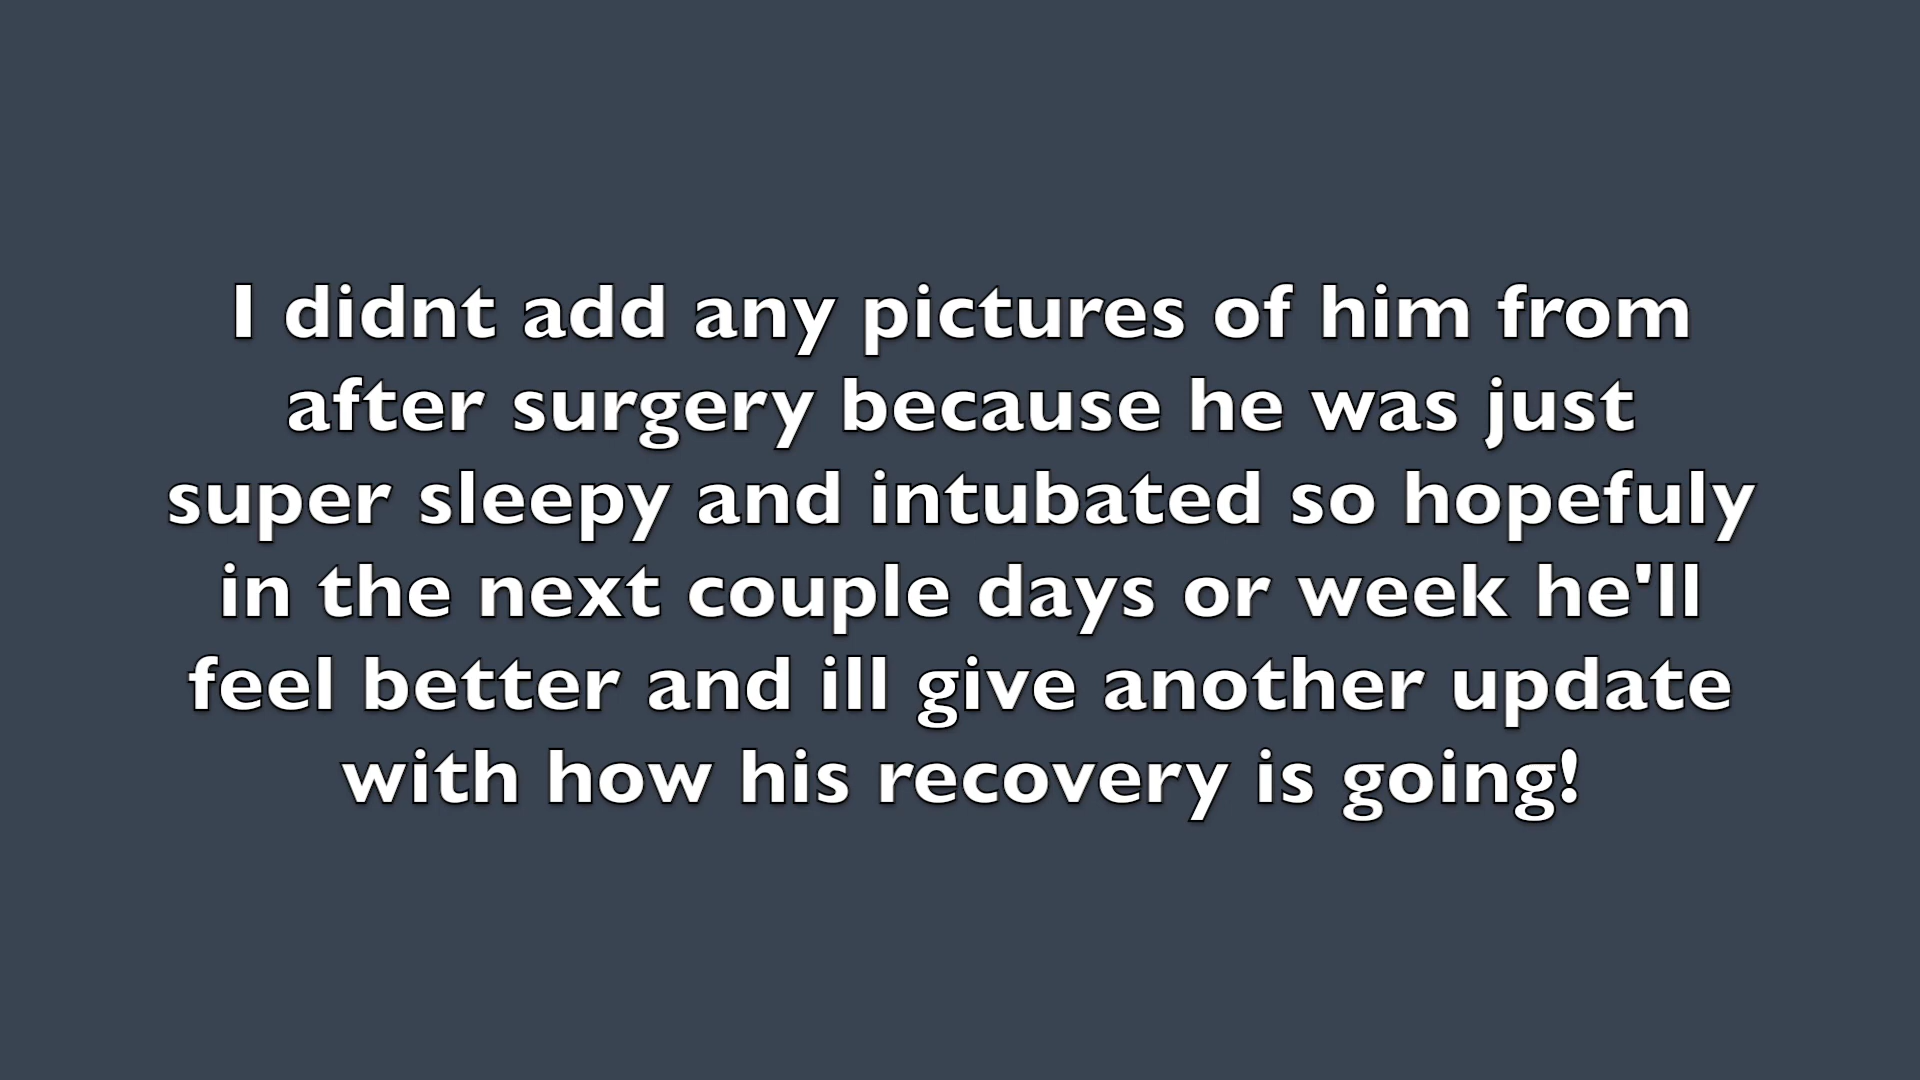 I didnt add any pictures of him from
after surgery because he was just
super sleepy and intubated so hopefuly
in the next couple days or week he'll
feel better and ill give another update
with how his recovery is going!